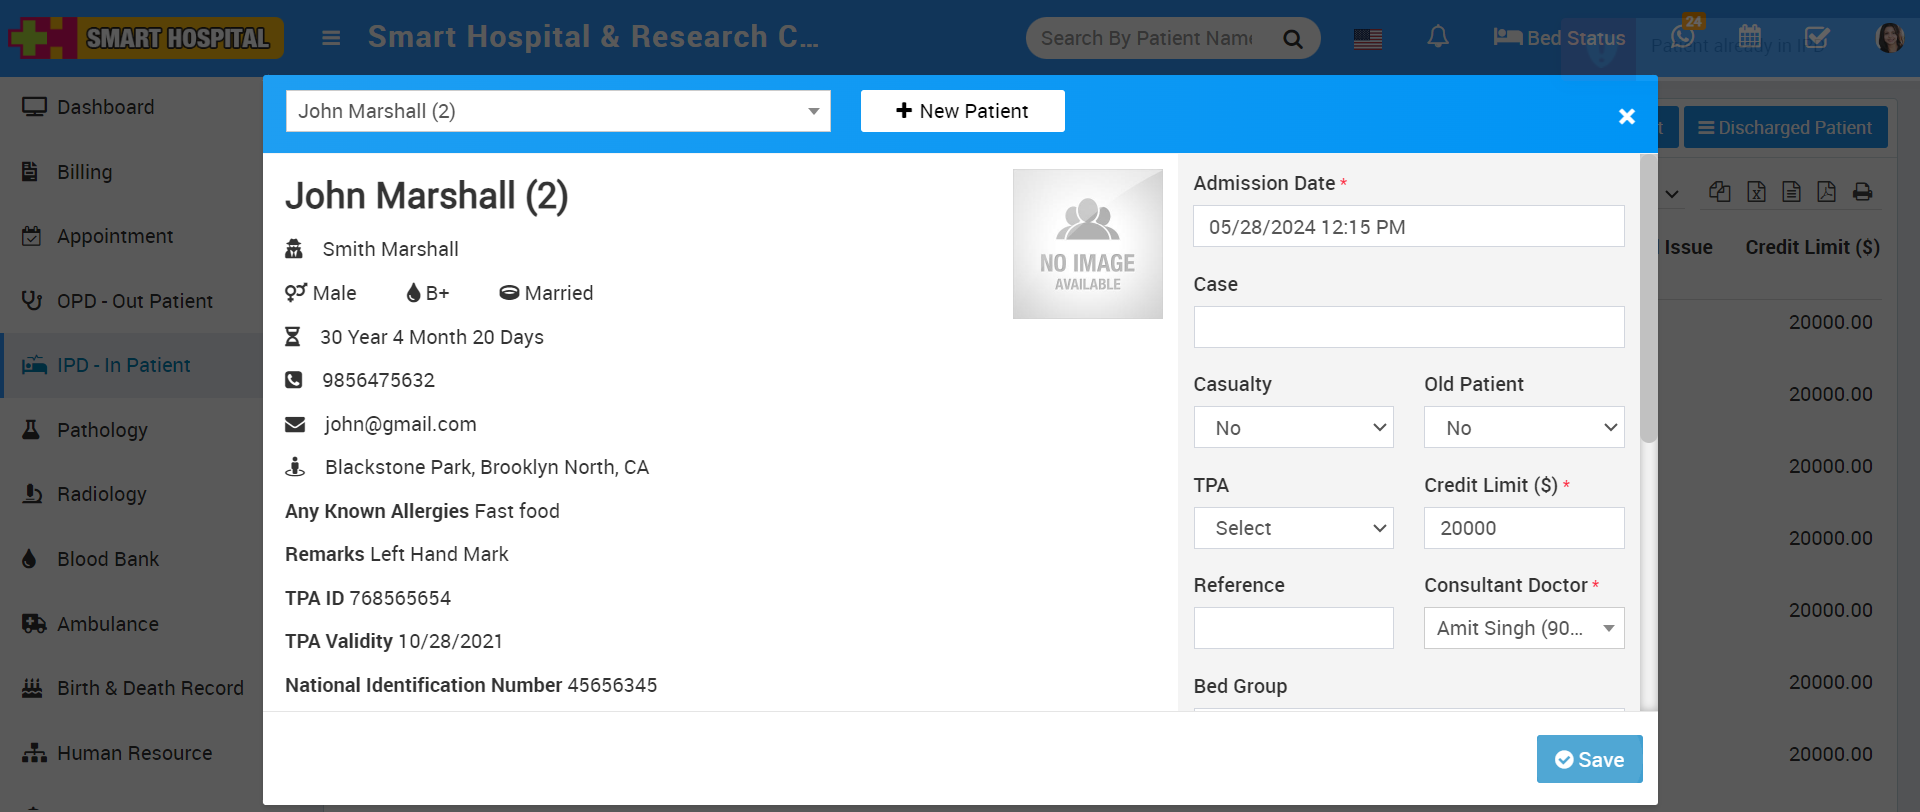 SMART HOSPITAL
Smart Hospital & Research C...
Search By Patient Name
Bed Status
24
Patient already in IPD
John Marshall (2)
New Patient
Discharged Patient
Dashboard
Billing
Appointment
OPD - Out Patient
IPD - In Patient
Pathology
Radiology
Blood Bank
Ambulance
Birth & Death Record
Human Resource
John Marshall (2)
Smith Marshall
Male B+ Married
30 Year 4 Month 20 Days
9856475632
john@gmail.com
Blackstone Park, Brooklyn North, CA
Any Known Allergies Fast food
Remarks Left Hand Mark
TPA ID 768565654
TPA Validity 10/28/2021
National Identification Number 45656345
NO IMAGE
AVAILABLE
Admission Date *
05/28/2024 12:15 PM
Case
Casualty Old Patient
No No
TPA Credit Limit ($) *
Select 20000
Reference Consultant Doctor *
Amit Singh (90...
Bed Group
Save
Issue Credit Limit ($)
20000.00
20000.00
20000.00
20000.00
20000.00
20000.00
20000.00